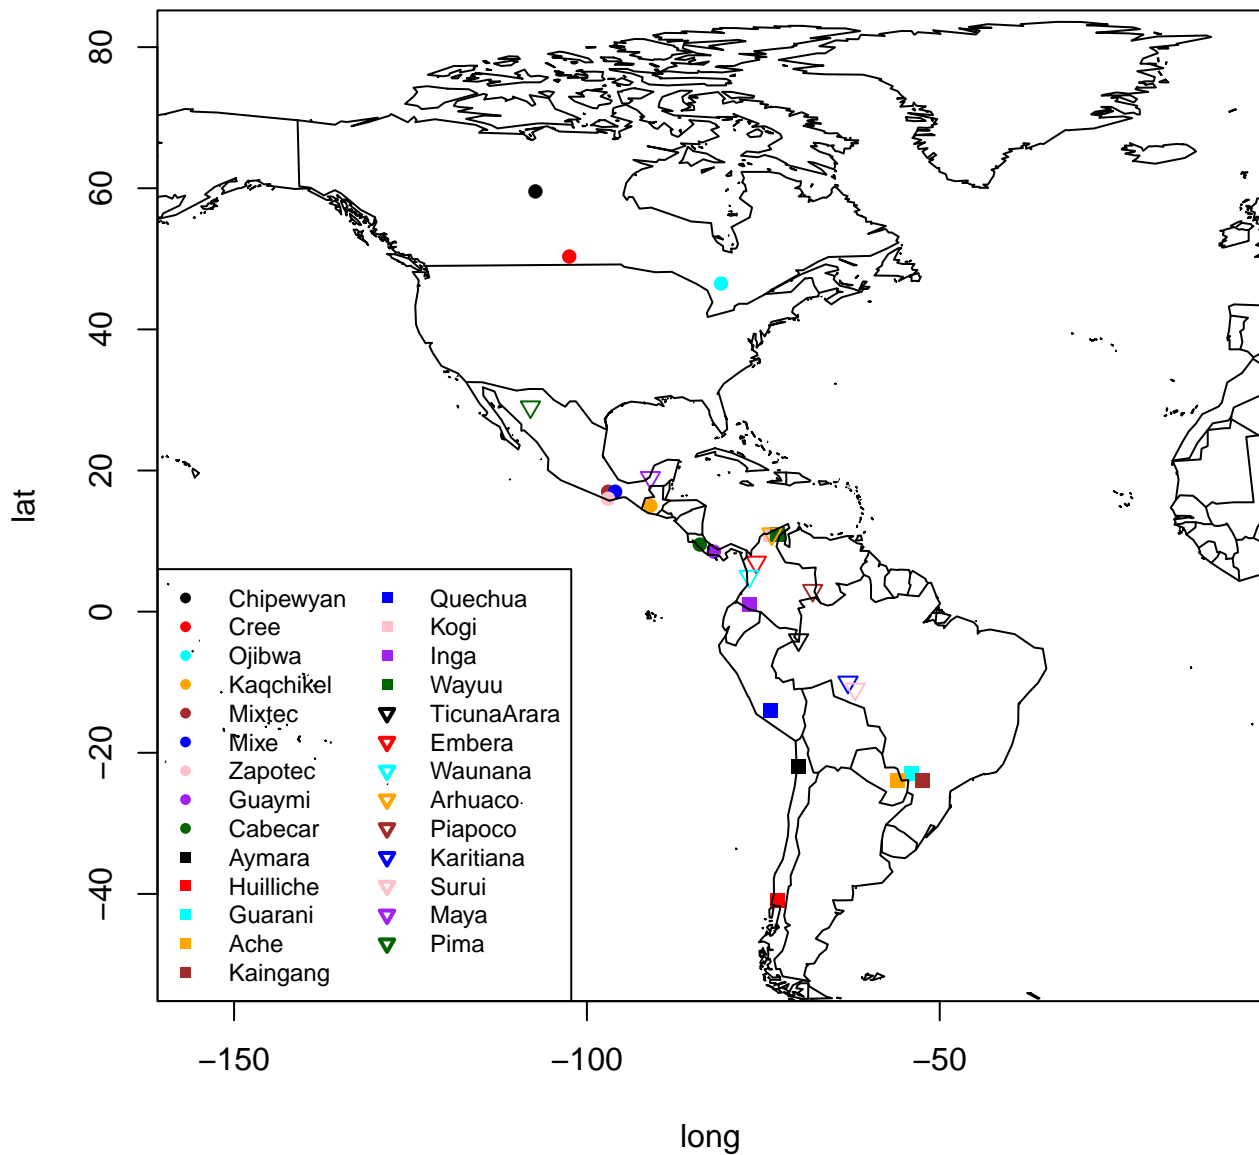 80
60
40
20
0
−20
−40
lat
Chipewyan Quechua
Cree Kogi
Ojibwa Inga
Kaqchikel Wayuu
Mixtec TicunaArara
Mixe Embera
Zapotec Waunana
Guaymi Arhuaco
Cabecar Piapoco
Aymara Karitiana
Huilliche Surui
Guarani Maya
Ache Pima
Kaingang
−150 −100 −50
long